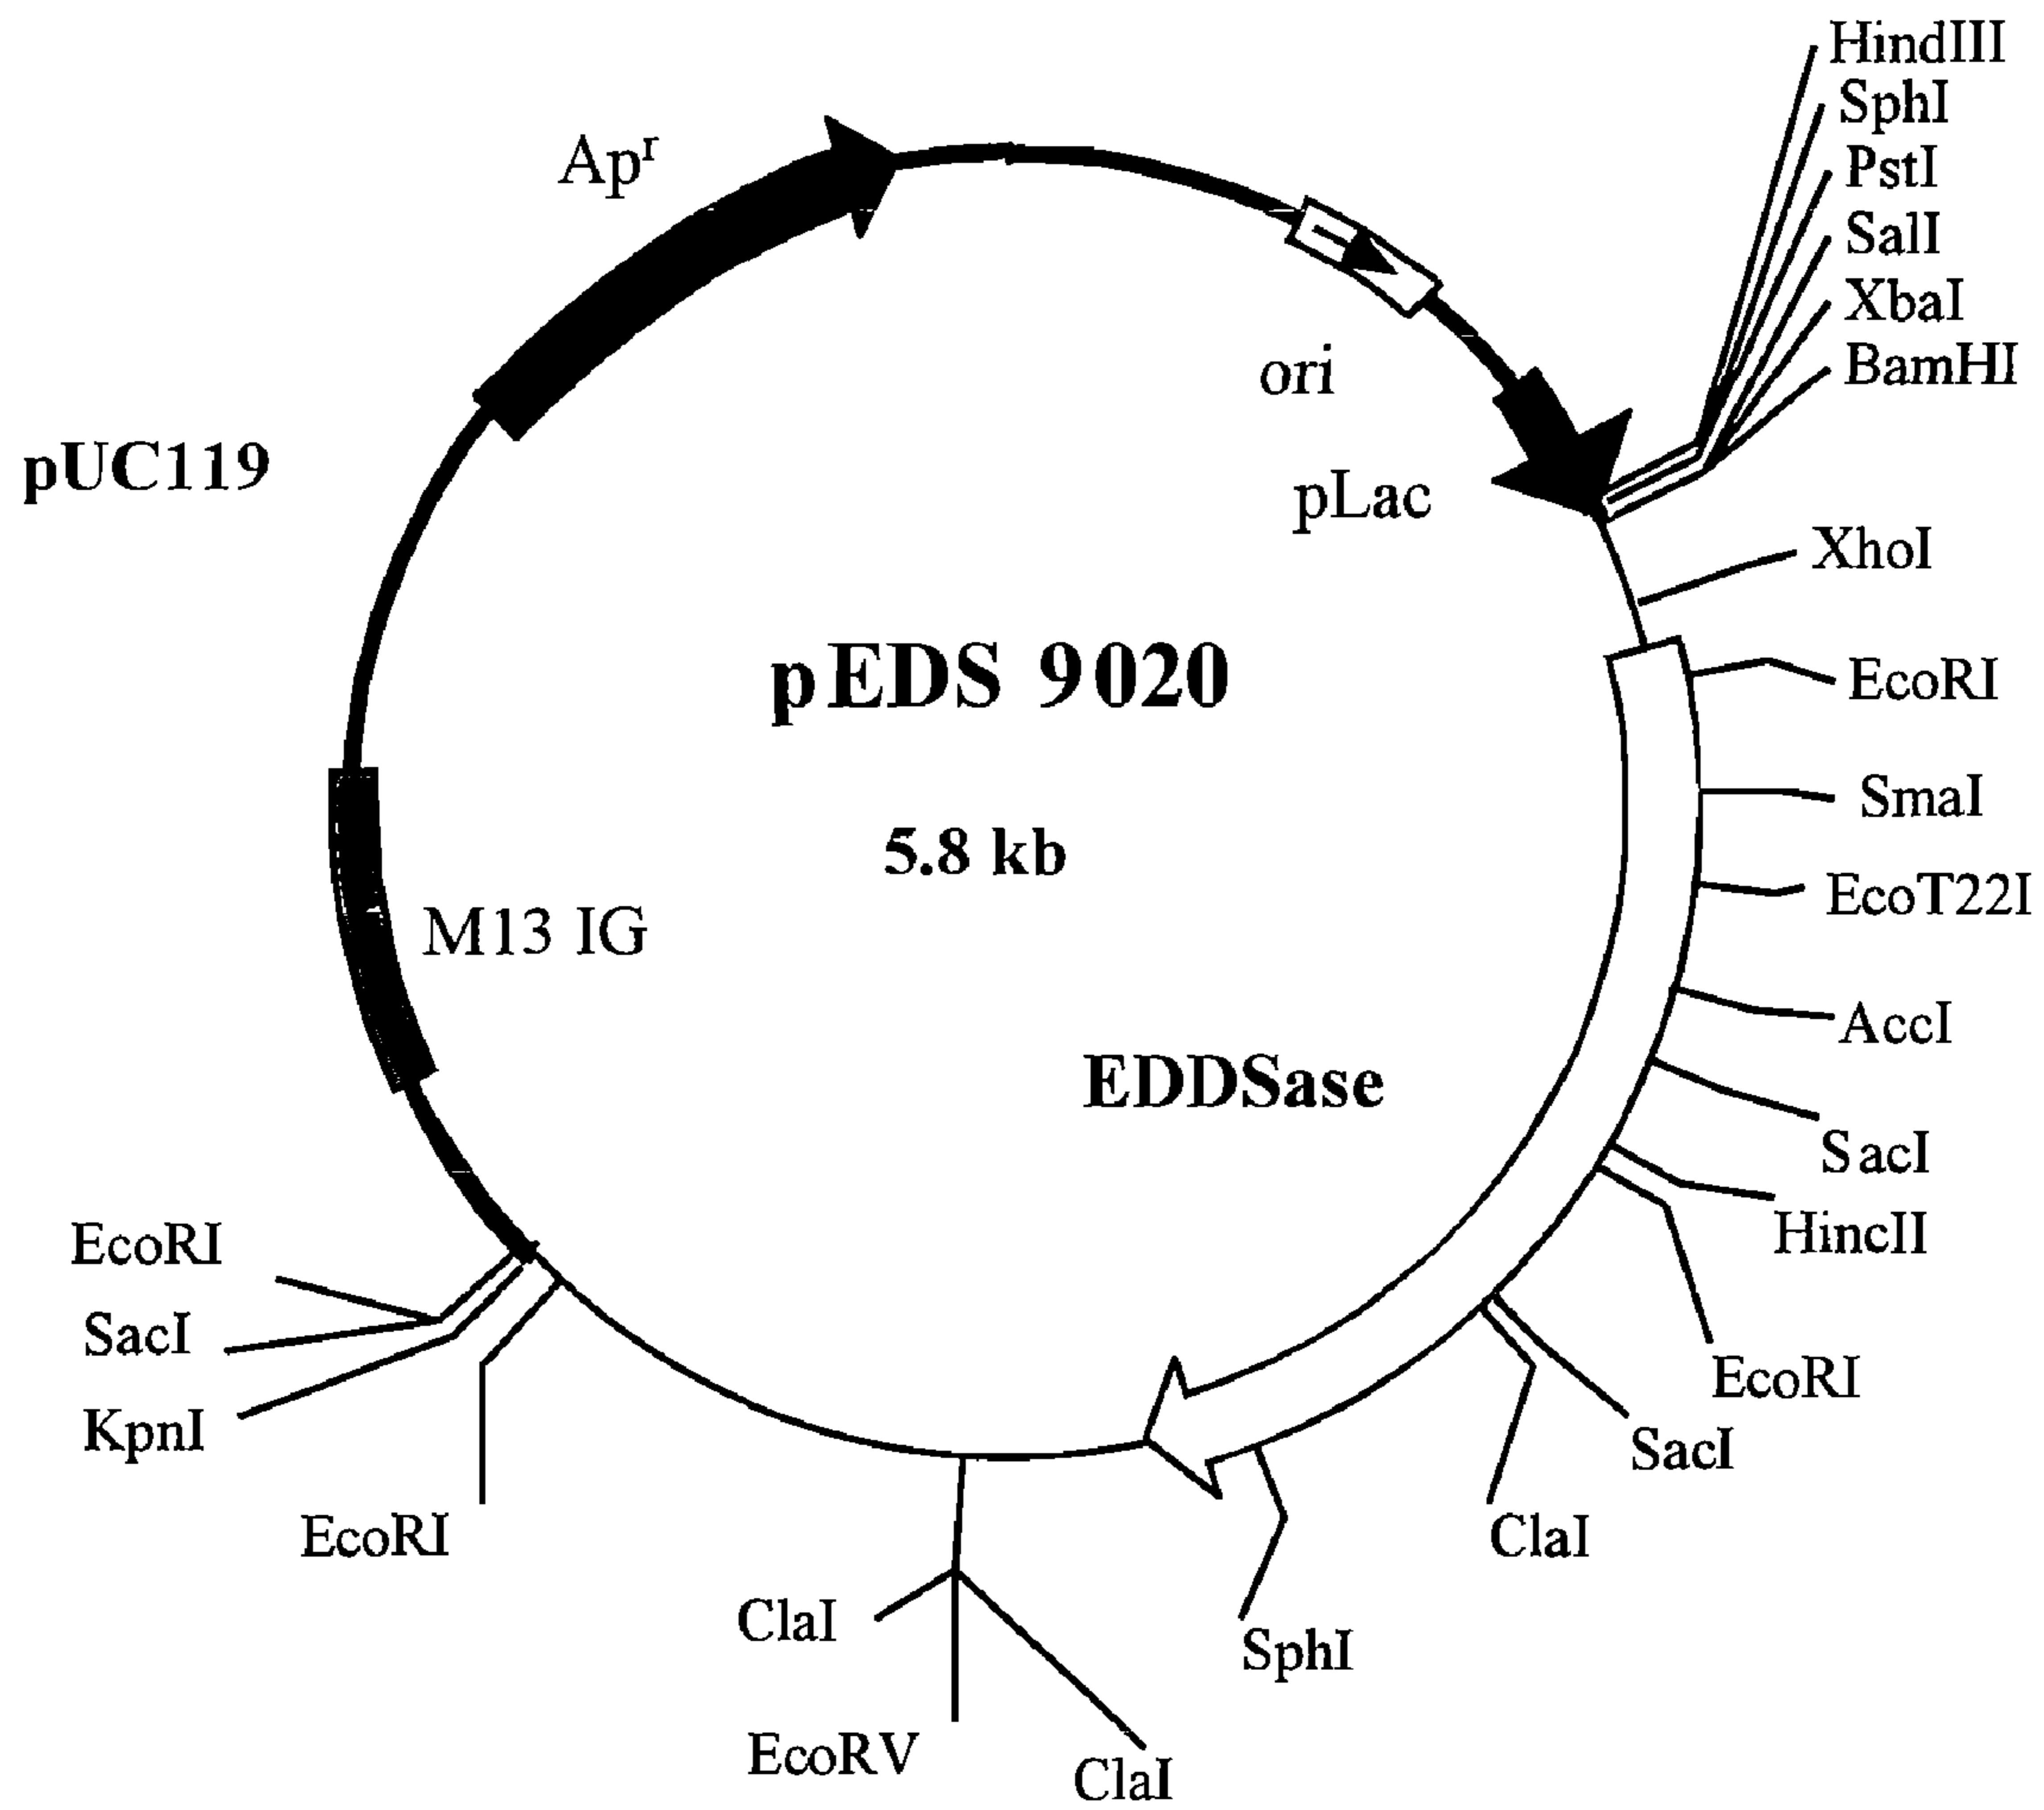 HindIII
SphI
PstI
SalI
XbaI
BamHI
Apʳ
ori
pUC119
pLac
XhoI
pEDS 9020
EcoRI
SmaI
5.8 kb
EcoT22I
M13 IG
AccI
EDDSase
SacI
HincII
EcoRI
SacI
KpnI
EcoRI
EcoRI
SacI
ClaI
SphI
ClaI
EcoRV
ClaI